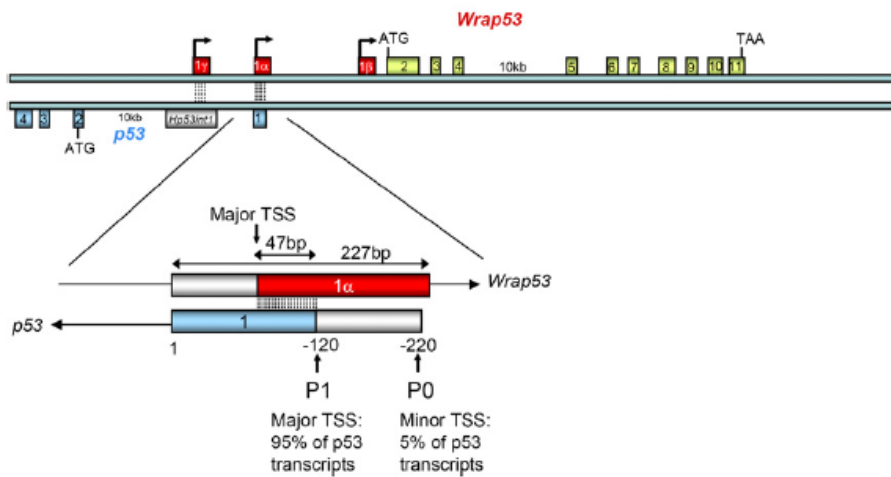 Wrap53
ATG TAA
1γ 1α 1β 2 3 4 10kb 5 6 7 8 9 10 11
4 3 2 10kb Hp53int1 1
p53
ATG
Major TSS
47bp
227bp
1α Wrap53
p53 1
1 -120 -220
P1 P0
Major TSS: Minor TSS:
95% of p53 5% of p53
transcripts transcripts